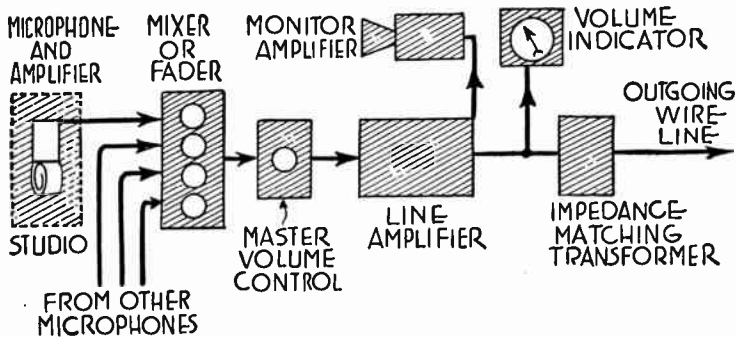 MICROPHONE
AND
AMPLIFIER
MIXER
OR
FADER
MONITOR
AMPLIFIER
VOLUME
INDICATOR
OUTGOING
WIRE-
LINE
STUDIO
MASTER
VOLUME
CONTROL
LINE
AMPLIFIER
IMPEDANCE-
MATCHING
TRANSFORMER
FROM OTHER
MICROPHONES